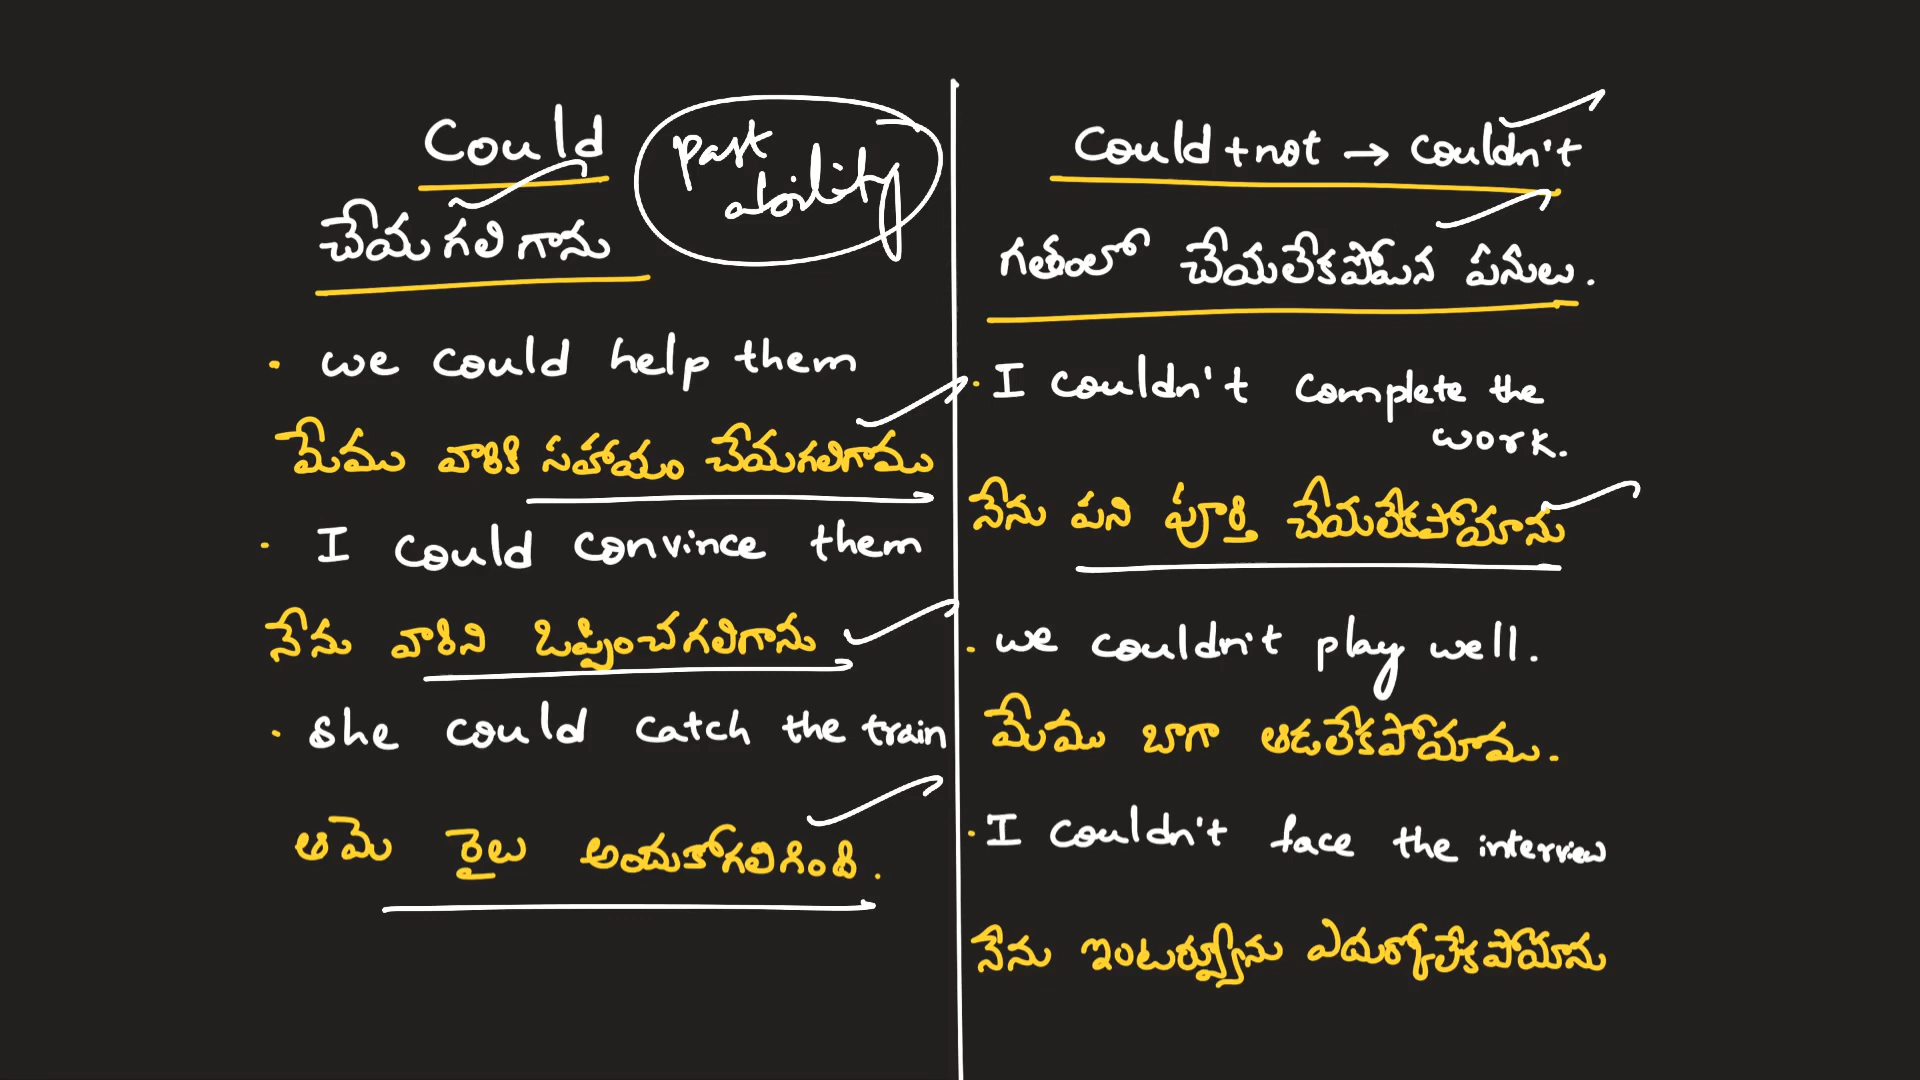 Could
past
ability
చేయగలిగాను
· we could help them
మేము వారికి సహాయం చేయగలిగాము
· I could convince them
నేను వారిని ఒప్పించగలిగాను
· she could catch the train
ఆమె రైలు అందుకోగలిగింది.
Could + not → couldn't
గతంలో చేయలేకపోయిన పనులు.
· I couldn't complete the
work.
నేను పని పూర్తి చేయలేకపోయాను
· we couldn't play well.
మేము బాగా ఆడలేకపోయాము.
· I couldn't face the interview
నేను ఇంటర్వ్యూను ఎదుర్కోలేకపోయాను